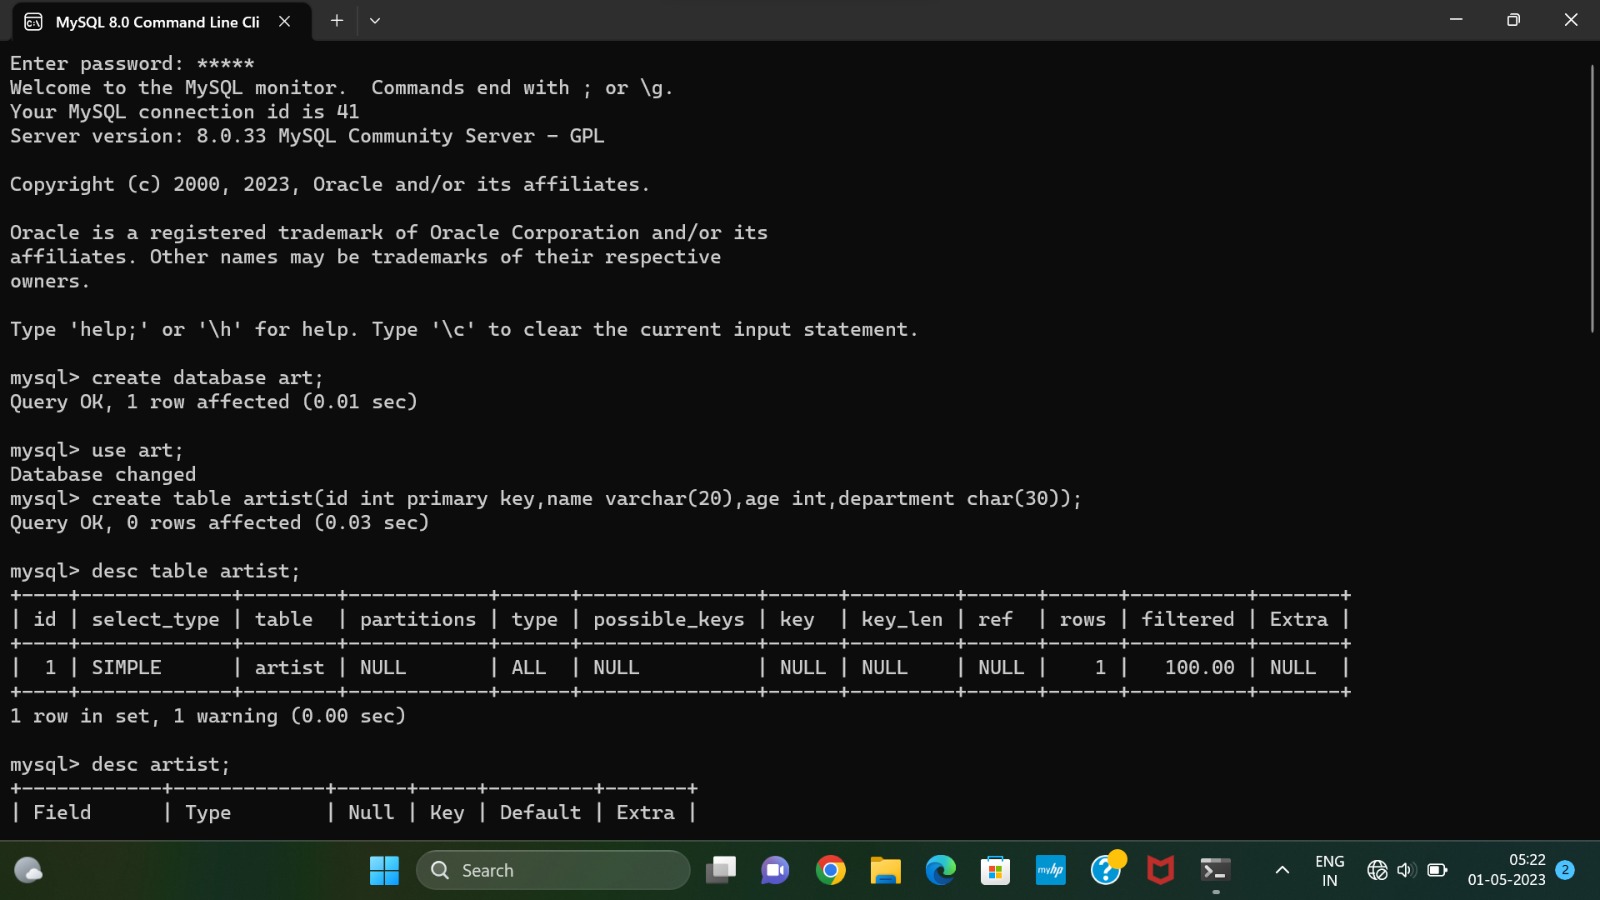 MySQL 8.0 Command Line Cli
Enter password: *****
Welcome to the MySQL monitor.  Commands end with ; or \g.
Your MySQL connection id is 41
Server version: 8.0.33 MySQL Community Server - GPL
Copyright (c) 2000, 2023, Oracle and/or its affiliates.
Oracle is a registered trademark of Oracle Corporation and/or its
affiliates. Other names may be trademarks of their respective
owners.
Type 'help;' or '\h' for help. Type '\c' to clear the current input statement.
mysql> create database art;
Query OK, 1 row affected (0.01 sec)
mysql> use art;
Database changed
mysql> create table artist(id int primary key,name varchar(20),age int,department char(30));
Query OK, 0 rows affected (0.03 sec)
mysql> desc table artist;
+----+-------------+--------+------------+------+---------------+------+---------+------+------+----------+-------+
| id | select_type | table  | partitions | type | possible_keys | key  | key_len | ref  | rows | filtered | Extra |
+----+-------------+--------+------------+------+---------------+------+---------+------+------+----------+-------+
|  1 | SIMPLE      | artist | NULL       | ALL  | NULL          | NULL | NULL    | NULL |    1 |   100.00 | NULL  |
+----+-------------+--------+------------+------+---------------+------+---------+------+------+----------+-------+
1 row in set, 1 warning (0.00 sec)
mysql> desc artist;
+------------+-------------+------+-----+---------+-------+
| Field      | Type        | Null | Key | Default | Extra |
Search
myhp
ENG
IN
05:22
01-05-2023
2